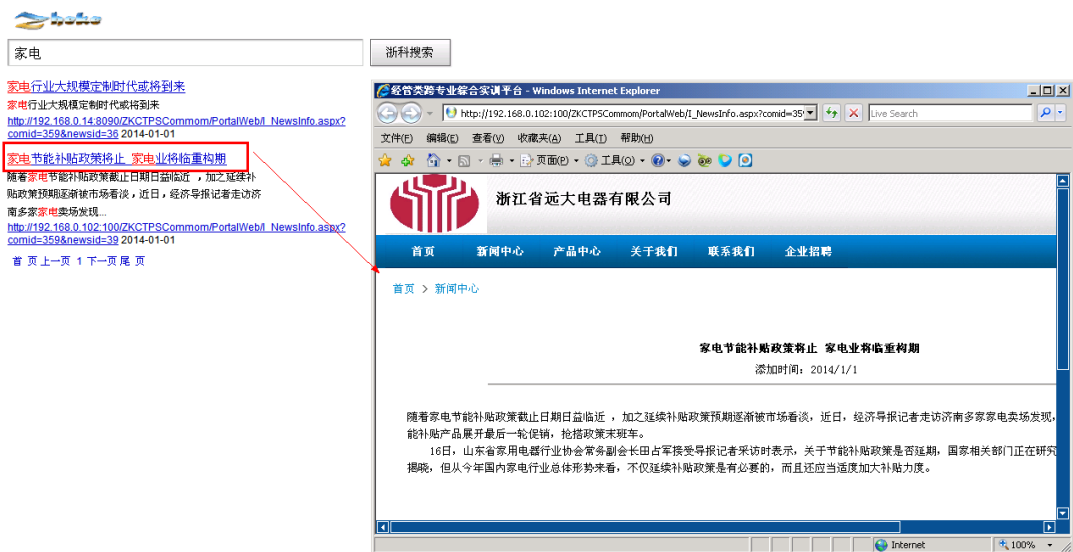 Zheke
家电
浙科搜索
家电行业大规模定制时代或将到来
家电行业大规模定制时代或将到来
http://192.168.0.14:8090/ZKCTPSCommom/PortalWeb/I_NewsInfo.aspx?
comid=359&newsid=36 2014-01-01
家电节能补贴政策将止 家电业将临重构期
随着家电节能补贴政策截止日期日益临近 ，加之延续补
贴政策预期逐渐被市场看淡，近日，经济导报记者走访济
南多家家电卖场发现...
http://192.168.0.102:100/ZKCTPSCommom/PortalWeb/I_NewsInfo.aspx?
comid=359&newsid=39 2014-01-01
首 页 上一页 1 下一页 尾 页
经管类跨专业综合实训平台 - Windows Internet Explorer
http://192.168.0.102:100/ZKCTPSCommom/PortalWeb/I_NewsInfo.aspx?comid=35
Live Search
文件(F) 编辑(E) 查看(V) 收藏夹(A) 工具(T) 帮助(H)
页面(P) 工具(O)
浙江省远大电器有限公司
首页 新闻中心 产品中心 关于我们 联系我们 企业招聘
首页 > 新闻中心
家电节能补贴政策将止 家电业将临重构期
添加时间：2014/1/1
随着家电节能补贴政策截止日期日益临近 ，加之延续补贴政策预期逐渐被市场看淡，近日，经济导报记者走访济南多家家电卖场发现，
能补贴产品展开最后一轮促销，抢搭政策末班车。
16日，山东省家用电器行业协会常务副会长田占军接受导报记者采访时表示，关于节能补贴政策是否延期，国家相关部门正在研究
揭晓，但从今年国内家电行业总体形势来看，不仅延续补贴政策是有必要的，而且还应当适度加大补贴力度。
Internet
100%